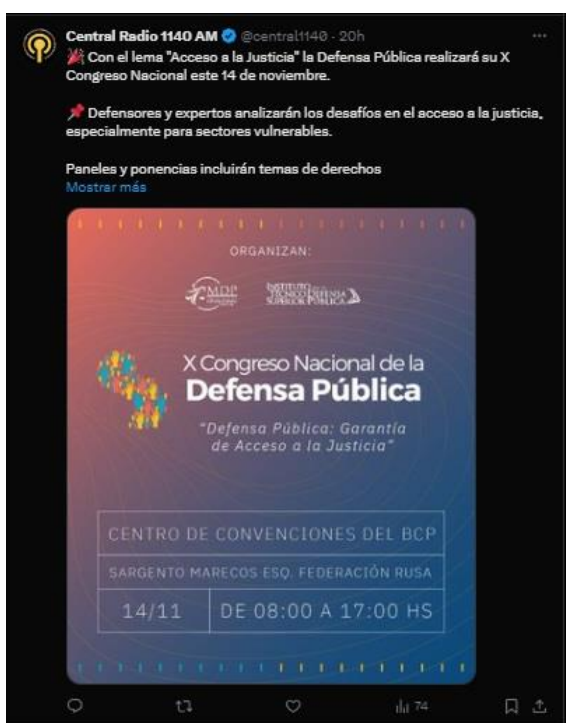 Central Radio 1140 AM @central1140 · 20h
🎉 Con el lema "Acceso a la Justicia" la Defensa Pública realizará su X
Congreso Nacional este 14 de noviembre.
📌 Defensores y expertos analizarán los desafíos en el acceso a la justicia,
especialmente para sectores vulnerables.
Paneles y ponencias incluirán temas de derechos
Mostrar más
ORGANIZAN:
MDP
INSTITUTO
TÉCNICO DEFENSA
SUPERIOR PÚBLICA
X Congreso Nacional de la
Defensa Pública
"Defensa Pública: Garantía
de Acceso a la Justicia"
CENTRO DE CONVENCIONES DEL BCP
SARGENTO MARECOS ESQ. FEDERACIÓN RUSA
14/11 DE 08:00 A 17:00 HS
74